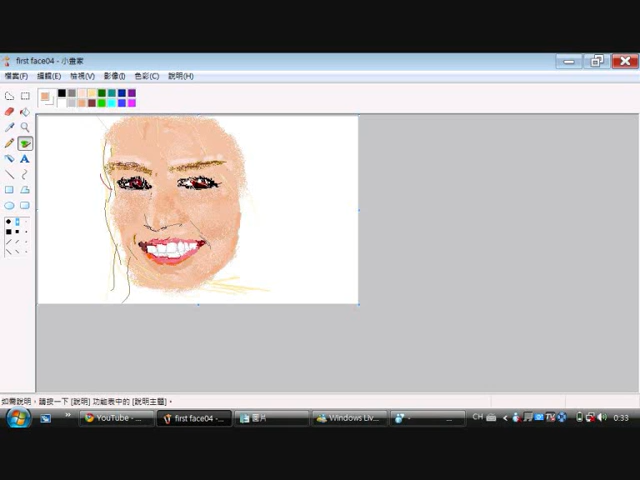 first face04 - 小畫家
檔案(F) 編輯(E) 檢視(V) 影像(I) 色彩(C) 說明(H)
A
如需說明，請按一下 [說明] 功能表中的 [說明主題]。
YouTube - ... first face04 -... 圖片 Windows Liv... - ... CH 0:33